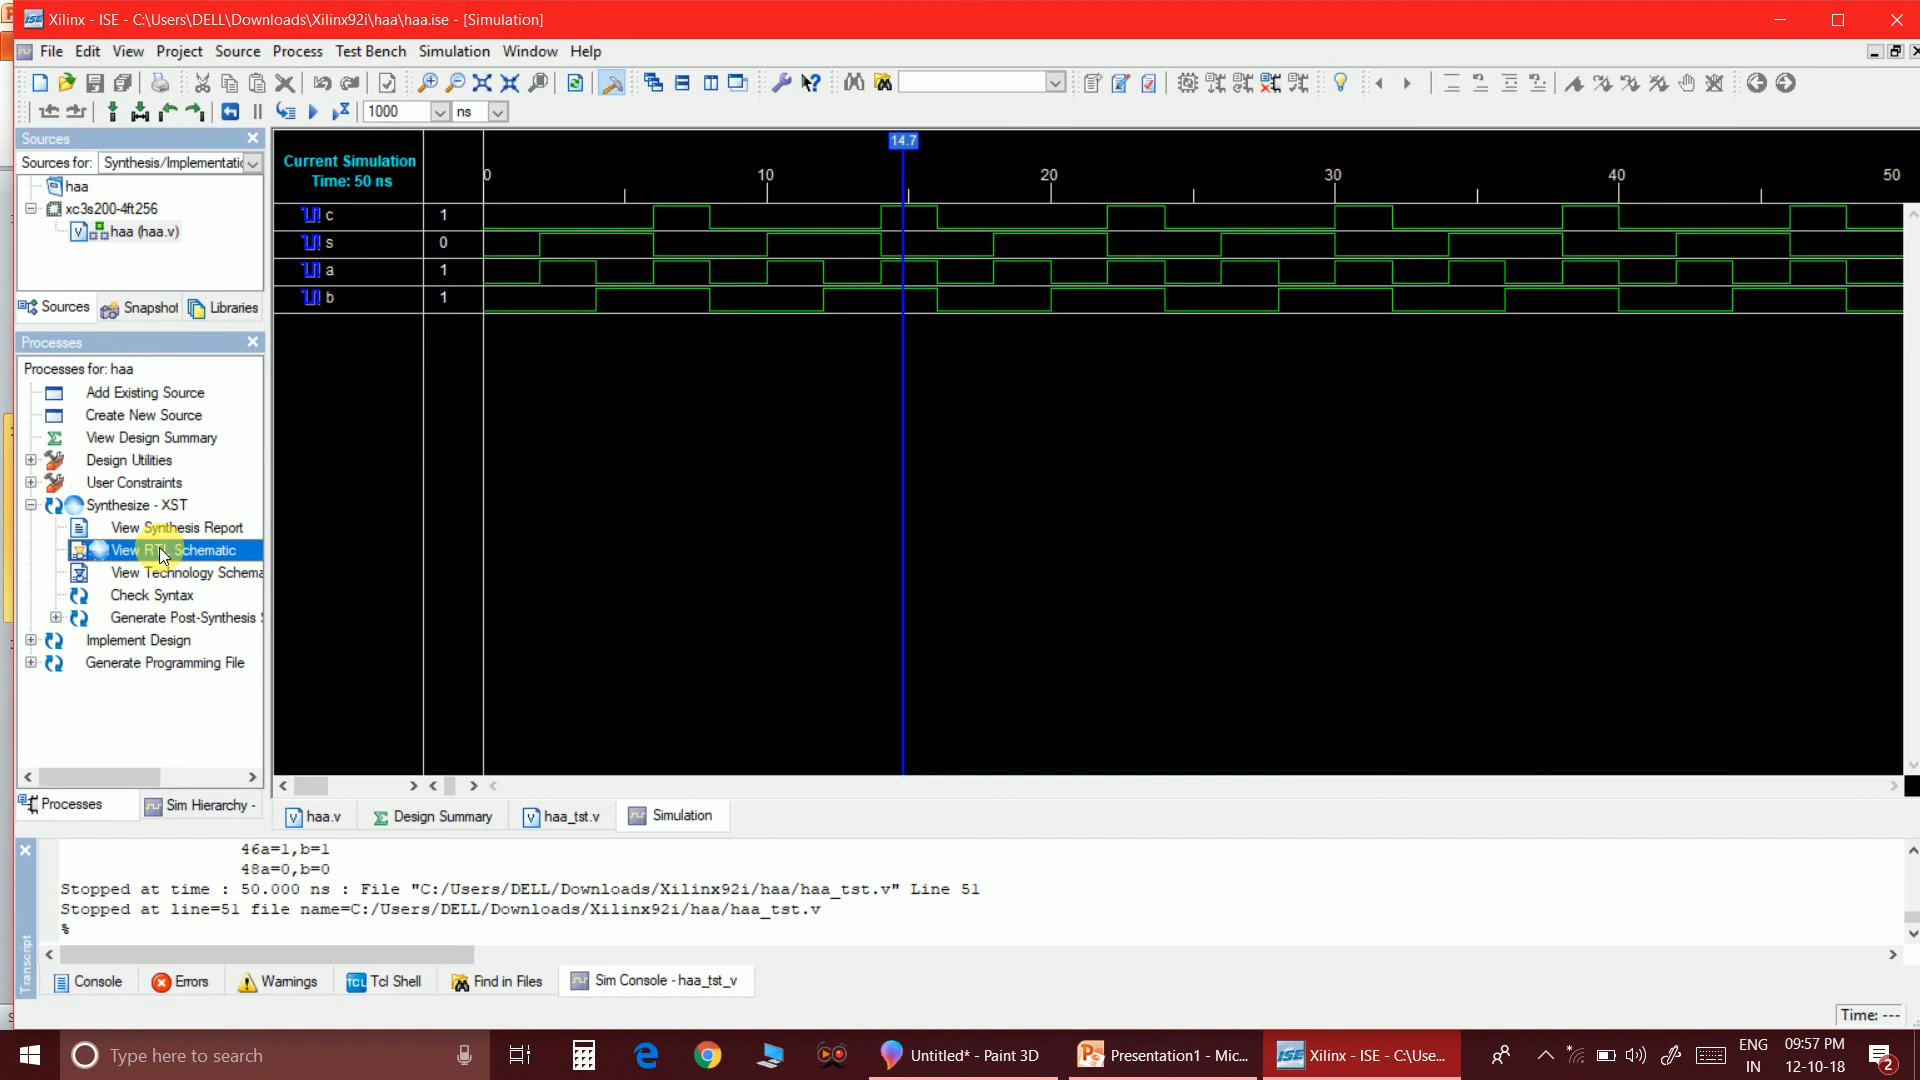 Xilinx - ISE - C:\Users\DELL\Downloads\Xilinx92i\haa\haa.ise - [Simulation]
File Edit View Project Source Process Test Bench Simulation Window Help
1000 ns
Sources
Sources for: Synthesis/Implementatic
haa
xc3s200-4ft256
haa (haa.v)
Sources Snapshot Libraries
Processes
Processes for: haa
Add Existing Source
Create New Source
View Design Summary
Design Utilities
User Constraints
Synthesize - XST
View Synthesis Report
View RTL Schematic
View Technology Schema
Check Syntax
Generate Post-Synthesis
Implement Design
Generate Programming File
Processes Sim Hierarchy -
14.7
Current Simulation
Time: 50 ns
0 10 20 30 40 50
c 1
s 0
a 1
b 1
haa.v Design Summary haa_tst.v Simulation
46a=1,b=1
48a=0,b=0
Stopped at time : 50.000 ns : File "C:/Users/DELL/Downloads/Xilinx92i/haa/haa_tst.v" Line 51
Stopped at line=51 file name=C:/Users/DELL/Downloads/Xilinx92i/haa/haa_tst.v
%
Transcript
Console Errors Warnings TCL Tcl Shell Find in Files Sim Console - haa_tst_v
Time: ---
Type here to search
Untitled* - Paint 3D
Presentation1 - Mic...
ISE Xilinx - ISE - C:\Use...
ENG
IN
09:57 PM
12-10-18
2